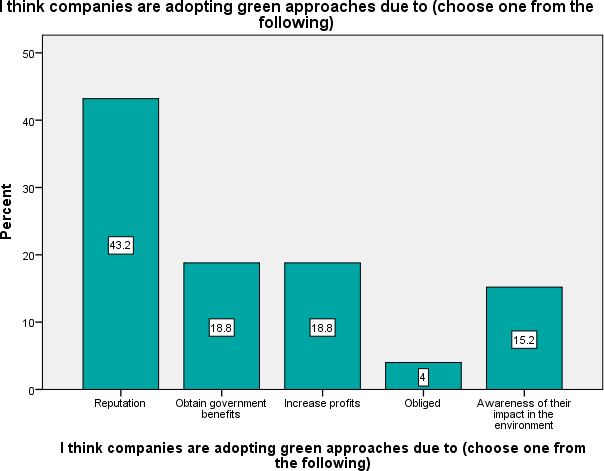 I think companies are adopting green approaches due to (choose one from the
following)
Percent
50
40
30
20
10
0
43.2
18.8
18.8
4
15.2
Reputation
Obtain government
benefits
Increase profits
Obliged
Awareness of their
impact in the
environment
I think companies are adopting green approaches due to (choose one from
the following)